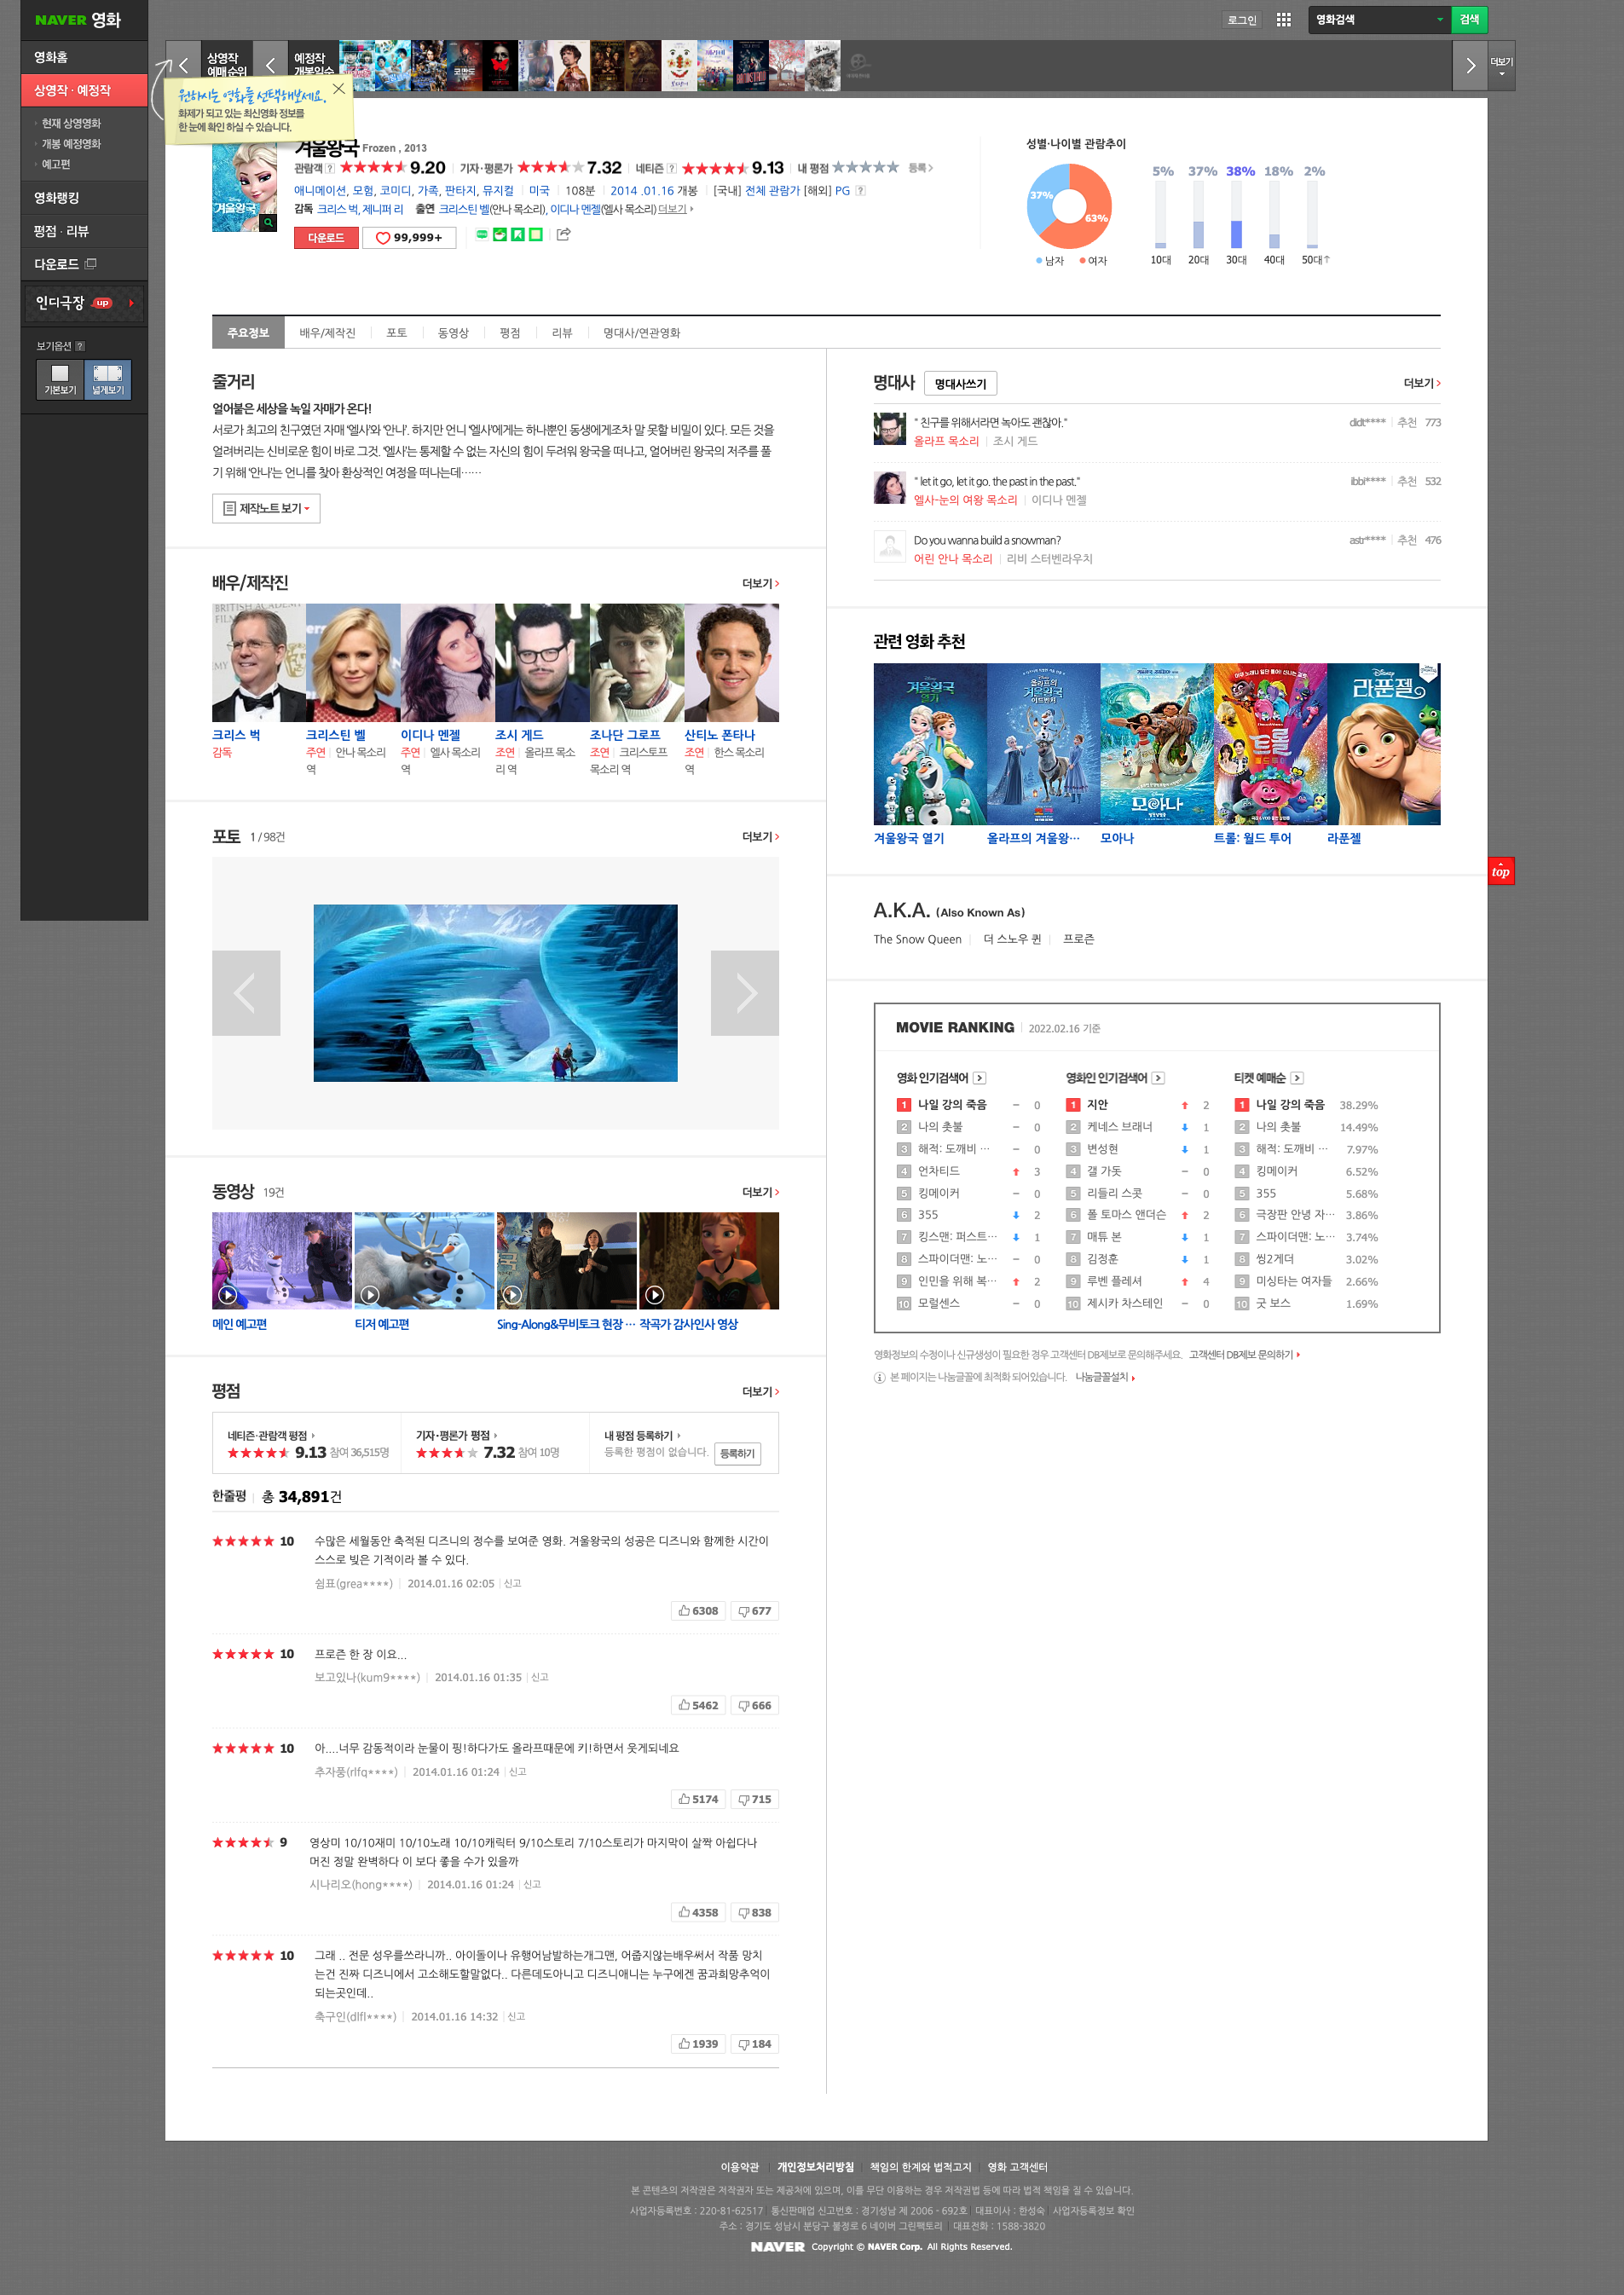 NAVER 영화
로그인
영화검색
검색
영화홈
상영작 · 예정작
현재 상영영화
개봉 예정영화
예고편
영화랭킹
평점 · 리뷰
다운로드
인디극장 up
보기옵션 ?
기본보기
넓게보기
상영작
예매순위
예정작
개봉일순
더보기
원하시는 영화를 선택해보세요.
화제가 되고 있는 최신영화 정보를
한 눈에 확인 하실 수 있습니다.
겨울왕국
겨울왕국 Frozen , 2013
관람객 ? 9.20 기자·평론가 7.32 네티즌 ? 9.13 내 평점 등록
애니메이션, 모험, 코미디, 가족, 판타지, 뮤지컬 미국 108분 2014 .01.16 개봉 [국내] 전체 관람가 [해외] PG ?
감독 크리스 벅, 제니퍼 리 출연 크리스틴 벨(안나 목소리), 이디나 멘젤(엘사 목소리) 더보기
다운로드
99,999+
성별·나이별 관람추이
37%
63%
남자 여자
5% 37% 38% 18% 2%
10대 20대 30대 40대 50대↑
주요정보 배우/제작진 포토 동영상 평점 리뷰 명대사/연관영화
줄거리
얼어붙은 세상을 녹일 자매가 온다!
서로가 최고의 친구였던 자매 ‘엘사’와 ‘안나’. 하지만 언니 ‘엘사’에게는 하나뿐인 동생에게조차 말 못할 비밀이 있다. 모든 것을
얼려버리는 신비로운 힘이 바로 그것. ‘엘사’는 통제할 수 없는 자신의 힘이 두려워 왕국을 떠나고, 얼어버린 왕국의 저주를 풀
기 위해 ‘안나’는 언니를 찾아 환상적인 여정을 떠나는데……
제작노트 보기
배우/제작진
더보기
크리스 벅
감독
크리스틴 벨
주연 안나 목소리
역
이디나 멘젤
주연 엘사 목소리
역
조시 게드
조연 올라프 목소
리 역
조나단 그로프
조연 크리스토프
목소리 역
산티노 폰타나
조연 한스 목소리
역
포토 1 / 98건
더보기
동영상 19건
더보기
메인 예고편
티저 예고편
Sing-Along&무비토크 현장 …
작곡가 감사인사 영상
평점
더보기
네티즌·관람객 평점
9.13 참여 36,515명
기자·평론가 평점
7.32 참여 10명
내 평점 등록하기
등록한 평점이 없습니다. 등록하기
한줄평 총 34,891건
10 수많은 세월동안 축적된 디즈니의 정수를 보여준 영화. 겨울왕국의 성공은 디즈니와 함께한 시간이
스스로 빚은 기적이라 볼 수 있다.
쉼표(grea****) 2014.01.16 02:05 신고
6308 677
10 프로즌 한 장 이요...
보고있나(kum9****) 2014.01.16 01:35 신고
5462 666
10 아....너무 감동적이라 눈물이 핑!하다가도 올라프때문에 키!하면서 웃게되네요
추자풍(rlfq****) 2014.01.16 01:24 신고
5174 715
9 영상미 10/10재미 10/10노래 10/10캐릭터 9/10스토리 7/10스토리가 마지막이 살짝 아쉽다나
머진 정말 완벽하다 이 보다 좋을 수가 있을까
시나리오(hong****) 2014.01.16 01:24 신고
4358 838
10 그래 .. 전문 성우를쓰라니까.. 아이돌이나 유행어남발하는개그맨, 어줍지않는배우써서 작품 망치
는건 진짜 디즈니에서 고소해도할말없다.. 다른데도아니고 디즈니애니는 누구에겐 꿈과희망추억이
되는곳인데..
축구인(dlfl****) 2014.01.16 14:32 신고
1939 184
명대사 명대사쓰기
더보기
" 친구를 위해서라면 녹아도 괜찮아."
올라프 목소리 조시 게드
didt**** 추천 773
" let it go, let it go. the past in the past."
엘사-눈의 여왕 목소리 이디나 멘젤
ibbi**** 추천 532
Do you wanna build a snowman?
어린 안나 목소리 리비 스터벤라우치
astr**** 추천 476
관련 영화 추천
겨울왕국 열기
올라프의 겨울왕…
모아나
트롤: 월드 투어
라푼젤
A.K.A. (Also Known As)
The Snow Queen 더 스노우 퀸 프로즌
MOVIE RANKING 2022.02.16 기준
영화 인기검색어
1 나일 강의 죽음 0
2 나의 촛불 0
3 해적: 도깨비 … 0
4 언차티드 3
5 킹메이커 0
6 355 2
7 킹스맨: 퍼스트… 1
8 스파이더맨: 노… 0
9 인민을 위해 복… 2
10 모럴센스 0
영화인 인기검색어
1 지안 2
2 케네스 브래너 1
3 변성현 1
4 갤 가돗 0
5 리들리 스콧 0
6 폴 토마스 앤더슨 2
7 매튜 본 1
8 김정훈 1
9 루벤 플레셔 4
10 제시카 차스테인 0
티켓 예매순
1 나일 강의 죽음 38.29%
2 나의 촛불 14.49%
3 해적: 도깨비 … 7.97%
4 킹메이커 6.52%
5 355 5.68%
6 극장판 안녕 자… 3.86%
7 스파이더맨: 노… 3.74%
8 씽2게더 3.02%
9 미싱타는 여자들 2.66%
10 굿 보스 1.69%
영화정보의 수정이나 신규생성이 필요한 경우 고객센터 DB제보로 문의해주세요. 고객센터 DB제보 문의하기
본 페이지는 나눔글꼴에 최적화 되어있습니다. 나눔글꼴설치
top
이용약관 개인정보처리방침 책임의 한계와 법적고지 영화 고객센터
본 콘텐츠의 저작권은 저작권자 또는 제공처에 있으며, 이를 무단 이용하는 경우 저작권법 등에 따라 법적 책임을 질 수 있습니다.
사업자등록번호 : 220-81-62517 통신판매업 신고번호 : 경기성남 제 2006 - 692호 대표이사 : 한성숙 사업자등록정보 확인
주소 : 경기도 성남시 분당구 불정로 6 네이버 그린팩토리 대표전화 : 1588-3820
NAVER Copyright © NAVER Corp. All Rights Reserved.